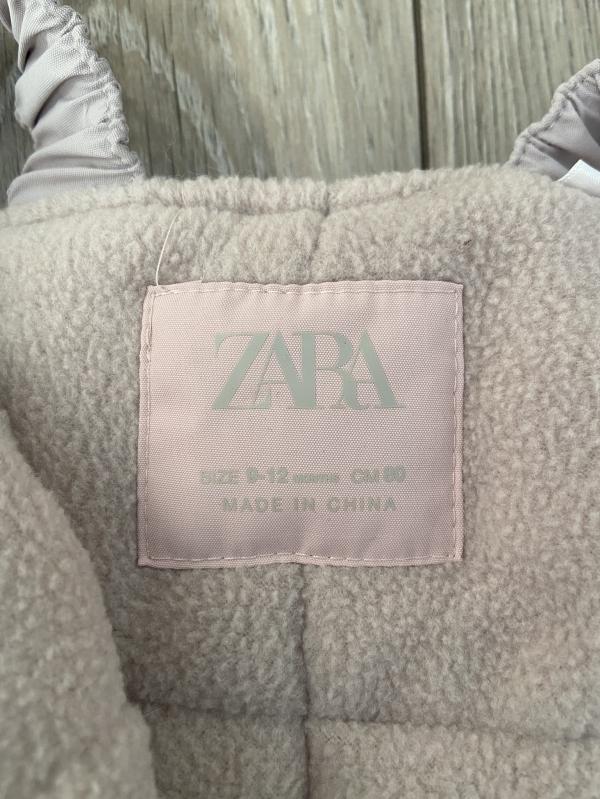 ZARA
SIZE 9-12 MONTHS CM 80
MADE IN CHINA